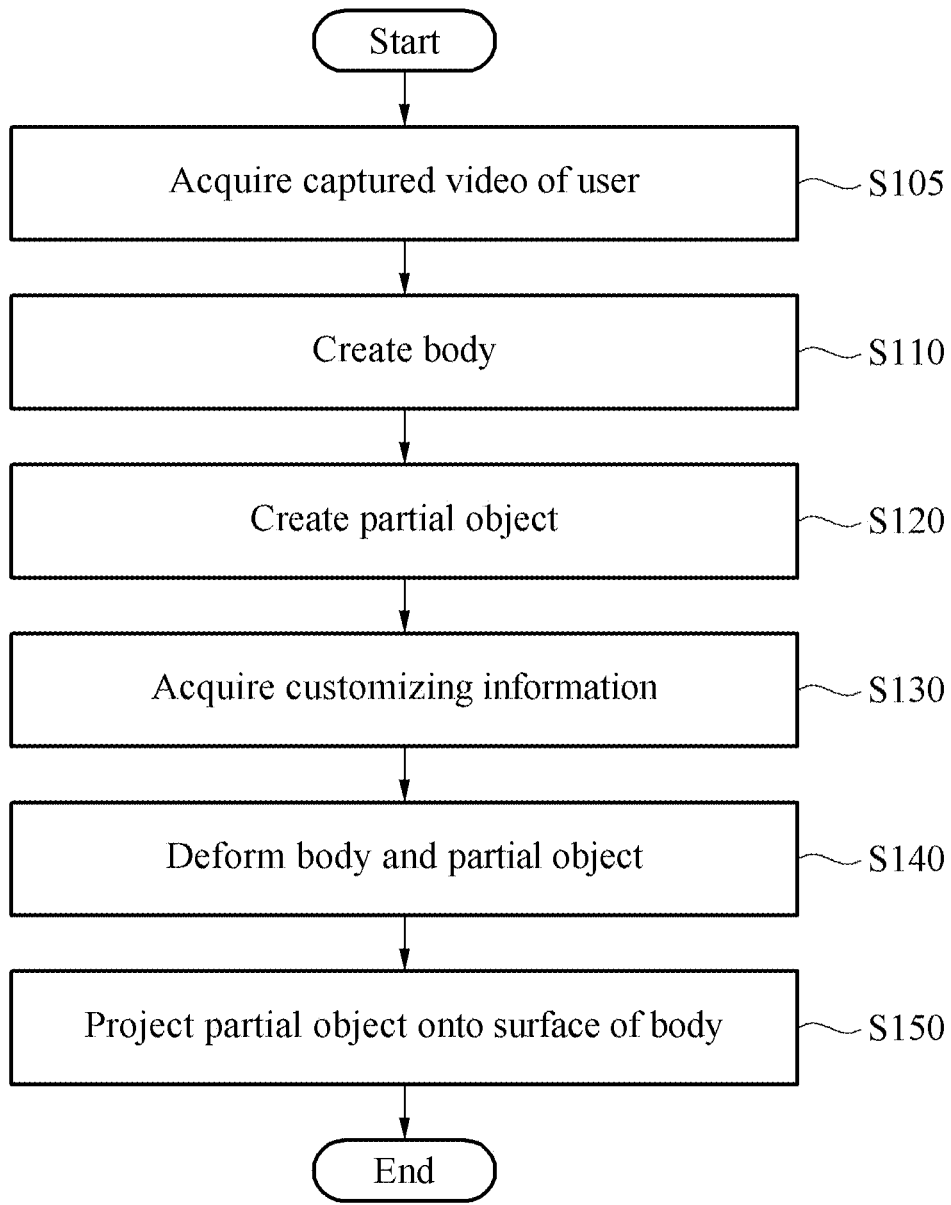 Start
Acquire captured video of user
S105
Create body
S110
Create partial object
S120
Acquire customizing information
S130
Deform body and partial object
S140
Project partial object onto surface of body
S150
End